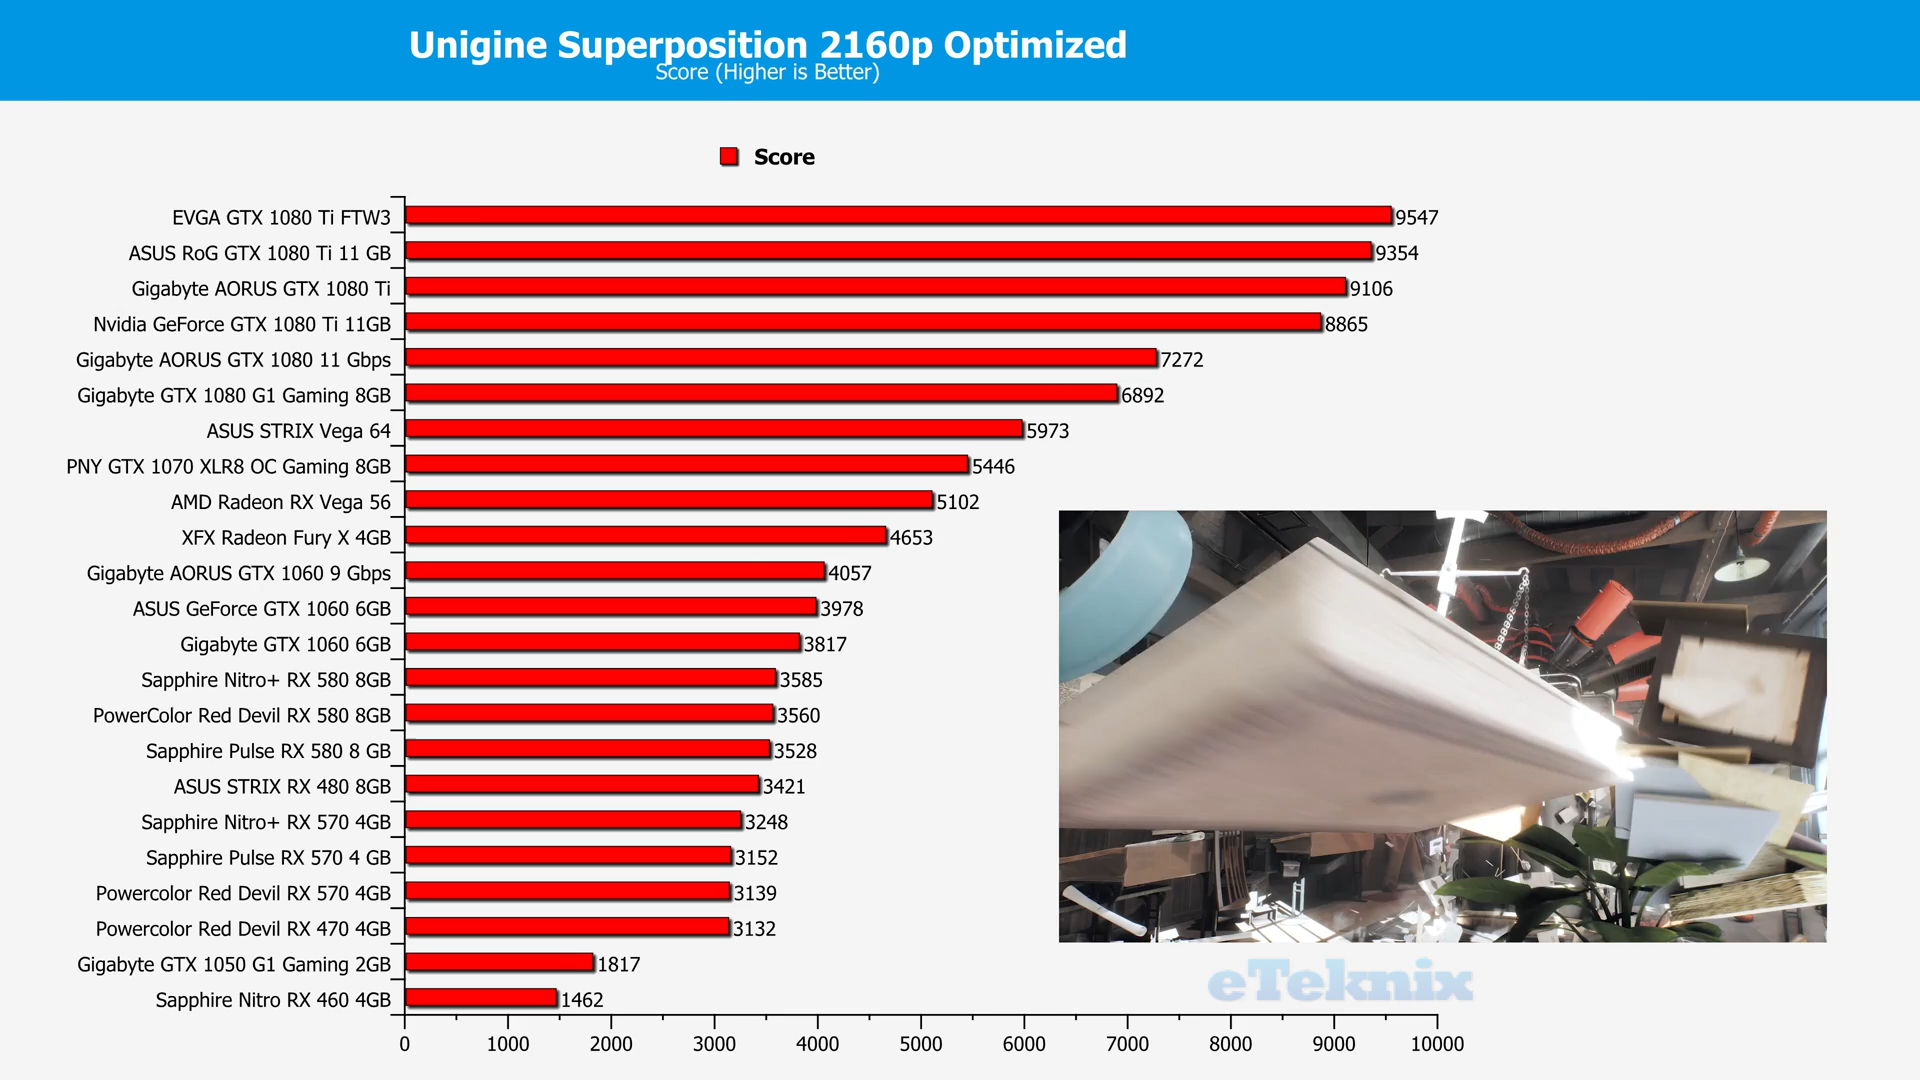 Unigine Superposition 2160p Optimized
Score (Higher is Better)
Score
EVGA GTX 1080 Ti FTW3 9547
ASUS RoG GTX 1080 Ti 11 GB 9354
Gigabyte AORUS GTX 1080 Ti 9106
Nvidia GeForce GTX 1080 Ti 11GB 8865
Gigabyte AORUS GTX 1080 11 Gbps 7272
Gigabyte GTX 1080 G1 Gaming 8GB 6892
ASUS STRIX Vega 64 5973
PNY GTX 1070 XLR8 OC Gaming 8GB 5446
AMD Radeon RX Vega 56 5102
XFX Radeon Fury X 4GB 4653
Gigabyte AORUS GTX 1060 9 Gbps 4057
ASUS GeForce GTX 1060 6GB 3978
Gigabyte GTX 1060 6GB 3817
Sapphire Nitro+ RX 580 8GB 3585
PowerColor Red Devil RX 580 8GB 3560
Sapphire Pulse RX 580 8 GB 3528
ASUS STRIX RX 480 8GB 3421
Sapphire Nitro+ RX 570 4GB 3248
Sapphire Pulse RX 570 4 GB 3152
Powercolor Red Devil RX 570 4GB 3139
Powercolor Red Devil RX 470 4GB 3132
Gigabyte GTX 1050 G1 Gaming 2GB 1817
Sapphire Nitro RX 460 4GB 1462
eTeknix
0 1000 2000 3000 4000 5000 6000 7000 8000 9000 10000